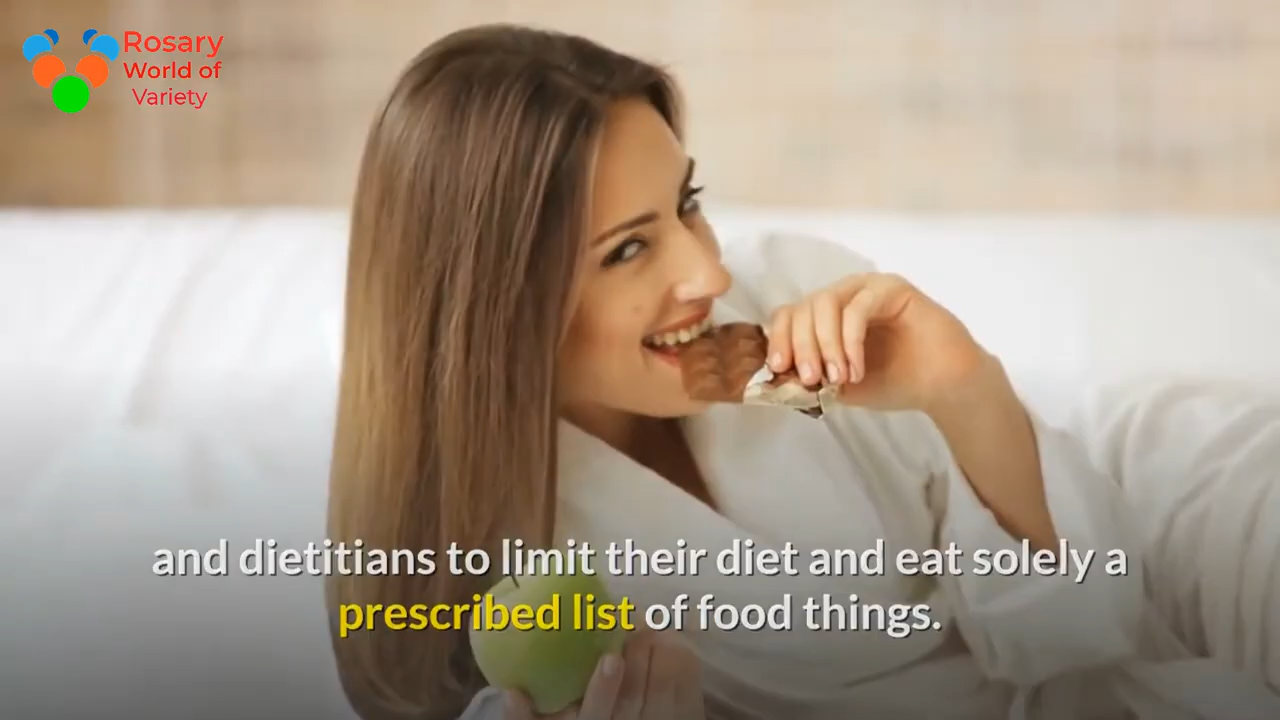 Rosary
World of
Variety
and dietitians to limit their diet and eat solely a
prescribed list of food things.